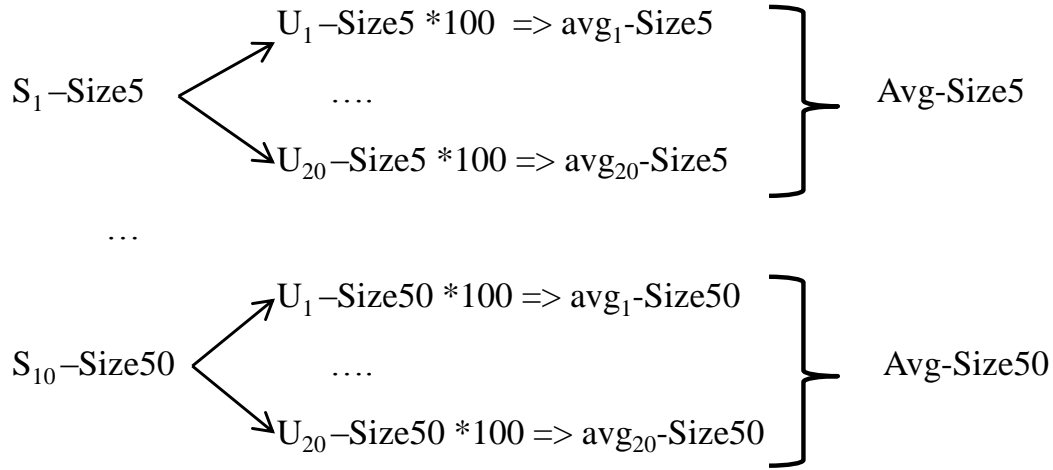 U₁–Size5 *100 => avg₁-Size5
S₁–Size5 …. Avg-Size5
U₂₀–Size5 *100 => avg₂₀-Size5
…
U₁–Size50 *100 => avg₁-Size50
S₁₀–Size50 …. Avg-Size50
U₂₀–Size50 *100 => avg₂₀-Size50